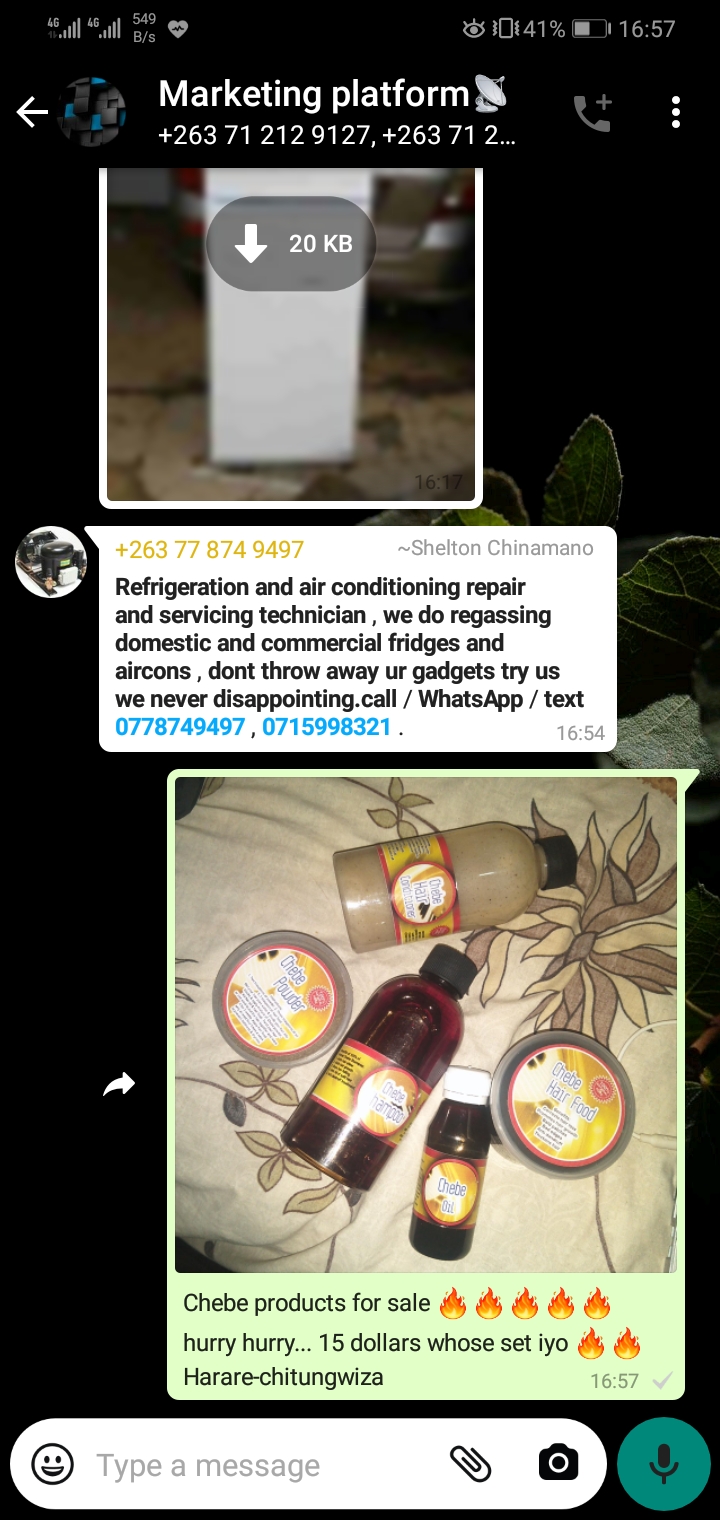 4G 4G 549 B/s 41% 16:57
Marketing platform📡
+263 71 212 9127, +263 71 2...
20 KB
16:17
+263 77 874 9497 ~Shelton Chinamano
Refrigeration and air conditioning repair
and servicing technician , we do regassing
domestic and commercial fridges and
aircons , dont throw away ur gadgets try us
we never disappointing.call / WhatsApp / text
0778749497 , 0715998321 .
16:54
Chebe
Hair
Conditioner
Chebe
Powder
Chebe
Chebe
Hair Food
Chebe
Oil
Chebe products for sale 🔥🔥🔥🔥🔥
hurry hurry... 15 dollars whose set iyo 🔥🔥
Harare-chitungwiza
16:57
Type a message